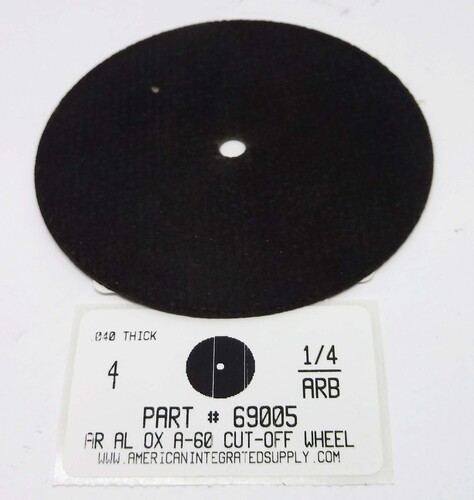 .040 THICK
4
1/4
ARB
PART # 69005
AR AL OX A-60 CUT-OFF WHEEL
WWW.AMERICANINTEGRATEDSUPPLY.COM